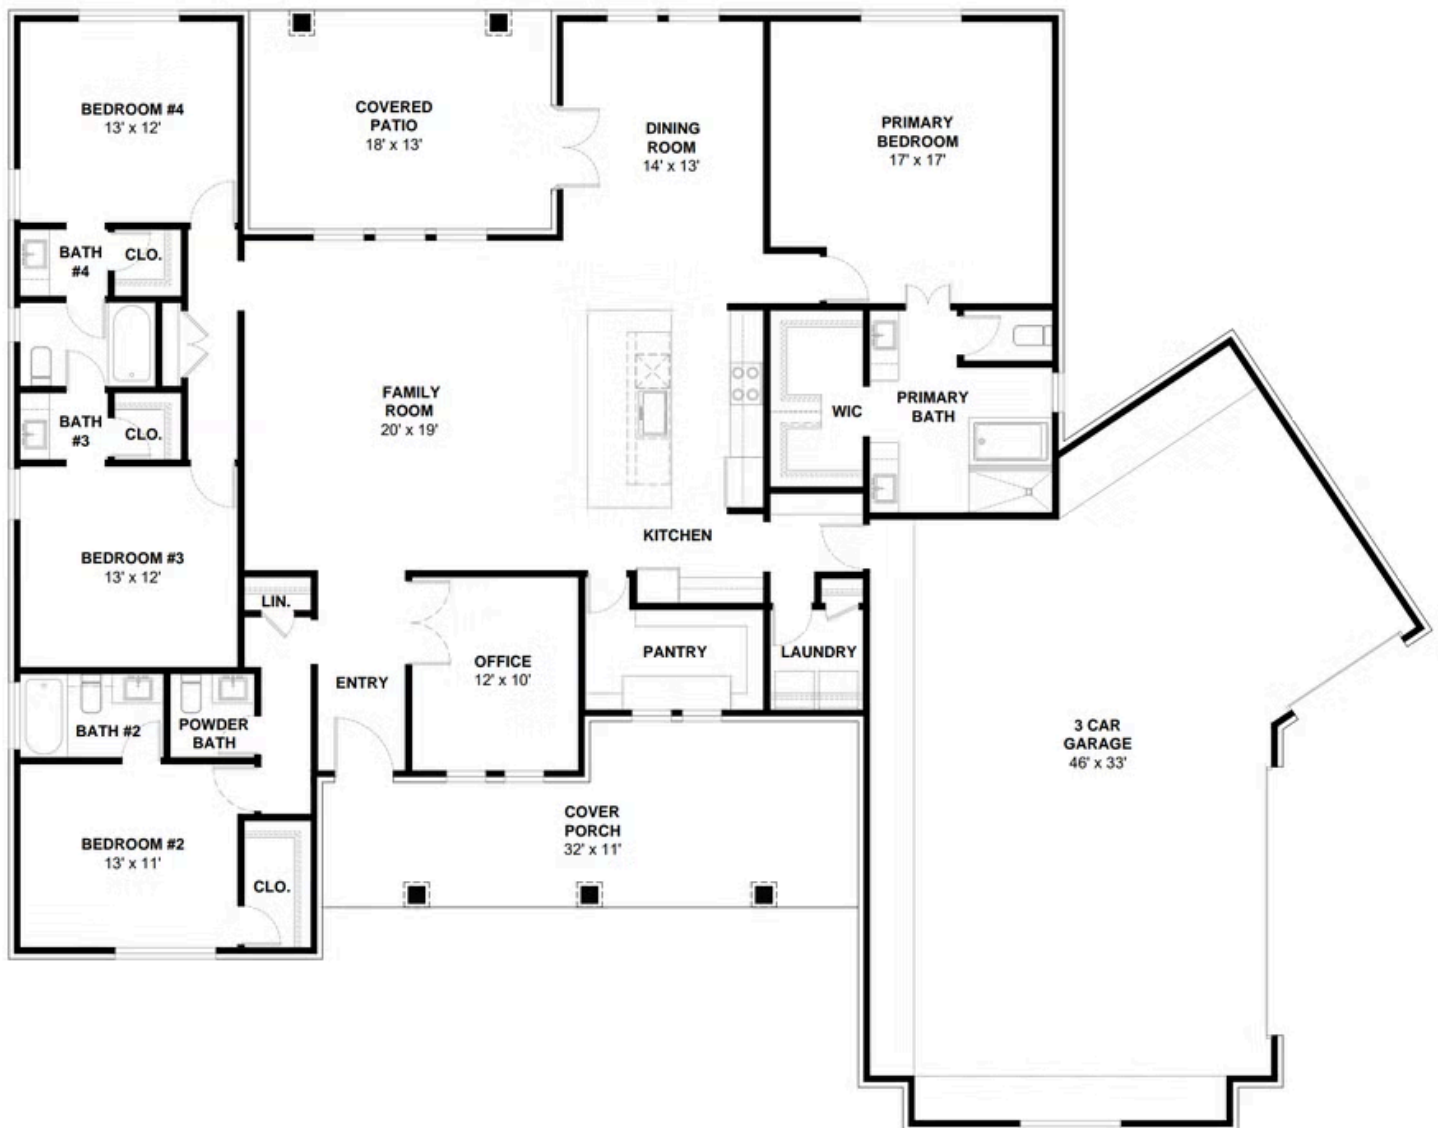 BEDROOM #4
13' x 12'
COVERED
PATIO
18' x 13'
DINING
ROOM
14' x 13'
PRIMARY
BEDROOM
17' x 17'
BATH
#4
CLO.
FAMILY
ROOM
20' x 19'
WIC
PRIMARY
BATH
BATH
#3
CLO.
KITCHEN
BEDROOM #3
13' x 12'
LIN.
OFFICE
12' x 10'
PANTRY
LAUNDRY
ENTRY
BATH #2
POWDER
BATH
3 CAR
GARAGE
46' x 33'
COVER
PORCH
32' x 11'
BEDROOM #2
13' x 11'
CLO.